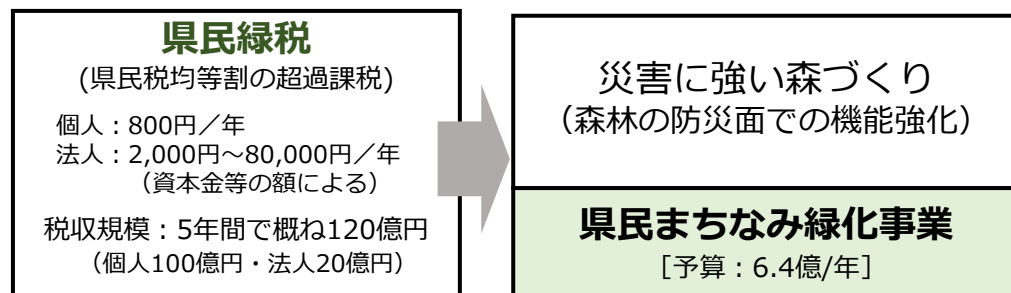 県民緑税
(県民税均等割の超過課税)
個人：800円／年
法人：2,000円～80,000円／年
（資本金等の額による）
税収規模：5年間で概ね120億円
（個人100億円・法人20億円）
災害に強い森づくり
（森林の防災面での機能強化）
県民まちなみ緑化事業
［予算：6.4億/年］